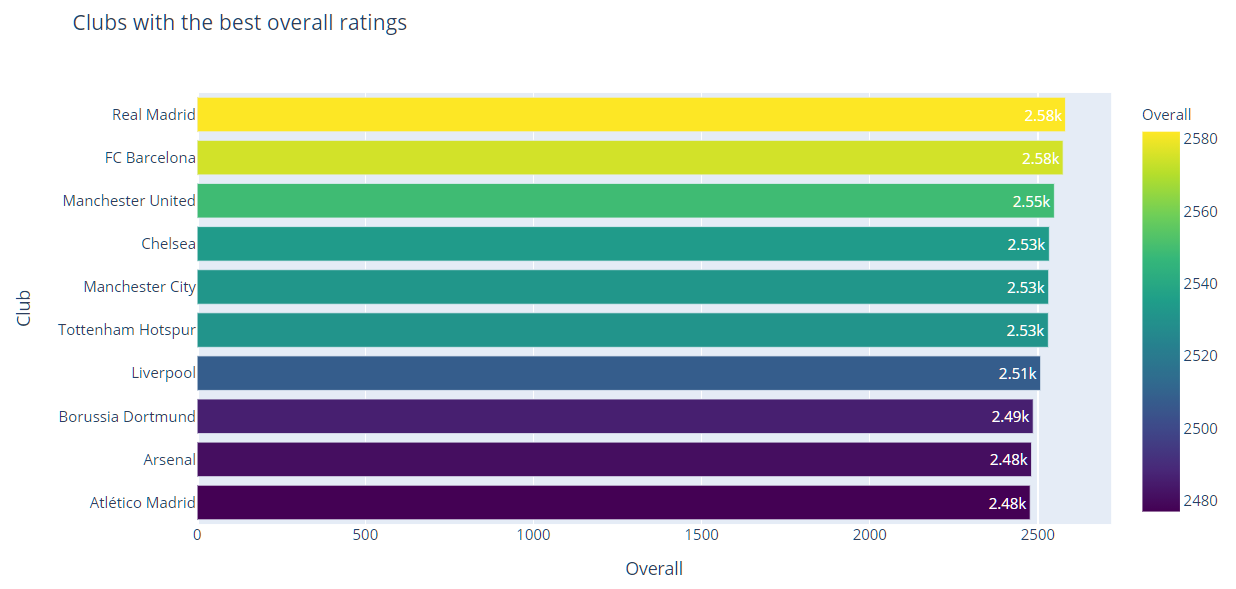 Clubs with the best overall ratings
Club
Real Madrid 2.58k
FC Barcelona 2.58k
Manchester United 2.55k
Chelsea 2.53k
Manchester City 2.53k
Tottenham Hotspur 2.53k
Liverpool 2.51k
Borussia Dortmund 2.49k
Arsenal 2.48k
Atlético Madrid 2.48k
0 500 1000 1500 2000 2500
Overall
Overall
2580
2560
2540
2520
2500
2480